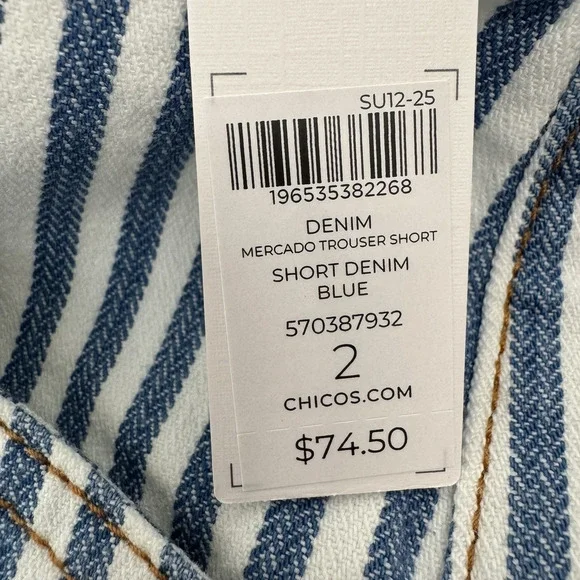 SU12-25
196535382268
DENIM
MERCADO TROUSER SHORT
SHORT DENIM
BLUE
570387932
2
CHICOS.COM
$74.50